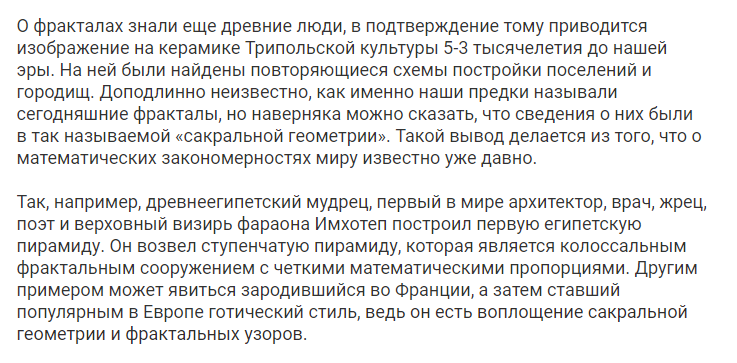 О фракталах знали еще древние люди, в подтверждение тому приводится
изображение на керамике Трипольской культуры 5-3 тысячелетия до нашей
эры. На ней были найдены повторяющиеся схемы постройки поселений и
городищ. Доподлинно неизвестно, как именно наши предки называли
сегодняшние фракталы, но наверняка можно сказать, что сведения о них были
в так называемой «сакральной геометрии». Такой вывод делается из того, что о
математических закономерностях миру известно уже давно.
Так, например, древнеегипетский мудрец, первый в мире архитектор, врач, жрец,
поэт и верховный визирь фараона Имхотеп построил первую египетскую
пирамиду. Он возвел ступенчатую пирамиду, которая является колоссальным
фрактальным сооружением с четкими математическими пропорциями. Другим
примером может явиться зародившийся во Франции, а затем ставший
популярным в Европе готический стиль, ведь он есть воплощение сакральной
геометрии и фрактальных узоров.